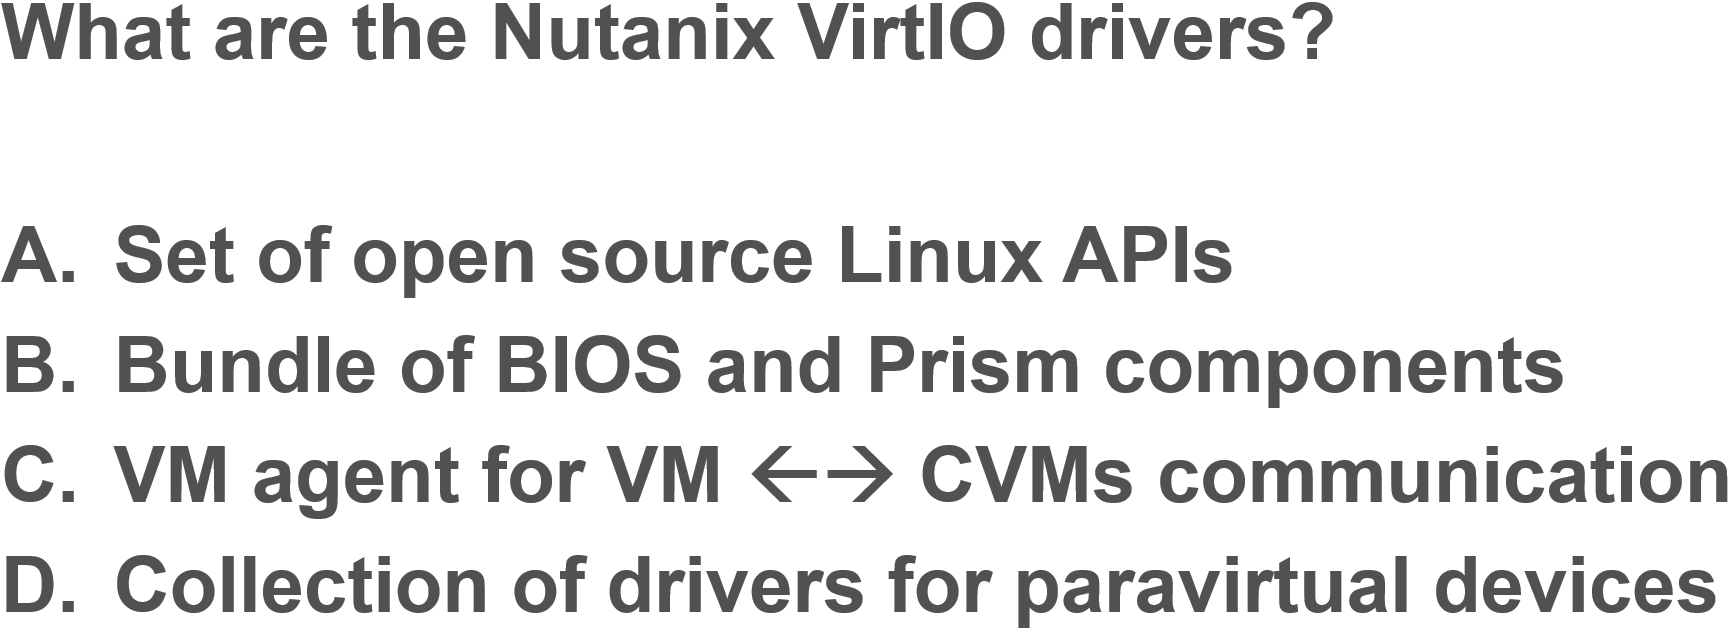 What are the Nutanix VirtIO drivers?
A. Set of open source Linux APIs
B. Bundle of BIOS and Prism components
C. VM agent for VM ←→ CVMs communication
D. Collection of drivers for paravirtual devices